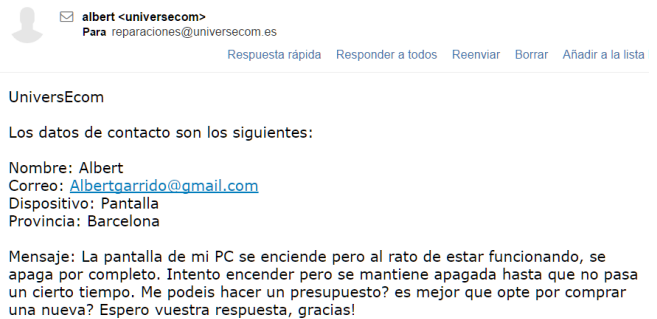 albert <universecom>
Para reparaciones@universecom.es
Respuesta rápida Responder a todos Reenviar Borrar Añadir a la lista
UniversEcom
Los datos de contacto son los siguientes:
Nombre: Albert
Correo: Albertgarrido@gmail.com
Dispositivo: Pantalla
Provincia: Barcelona
Mensaje: La pantalla de mi PC se enciende pero al rato de estar funcionando, se
apaga por completo. Intento encender pero se mantiene apagada hasta que no pasa
un cierto tiempo. Me podeis hacer un presupuesto? es mejor que opte por comprar
una nueva? Espero vuestra respuesta, gracias!